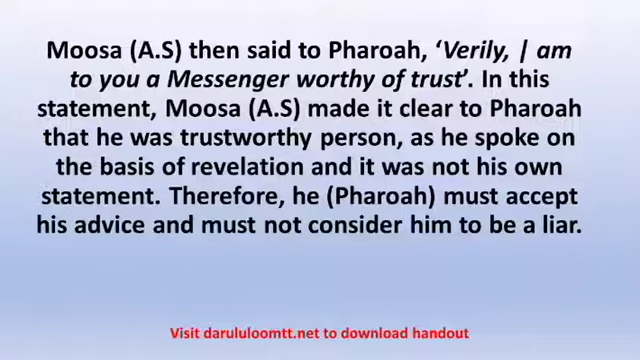 Moosa (A.S) then said to Pharoah, ‘Verily, I am
to you a Messenger worthy of trust’. In this
statement, Moosa (A.S) made it clear to Pharoah
that he was trustworthy person, as he spoke on
the basis of revelation and it was not his own
statement. Therefore, he (Pharoah) must accept
his advice and must not consider him to be a liar.
Visit darululoomtt.net to download handout